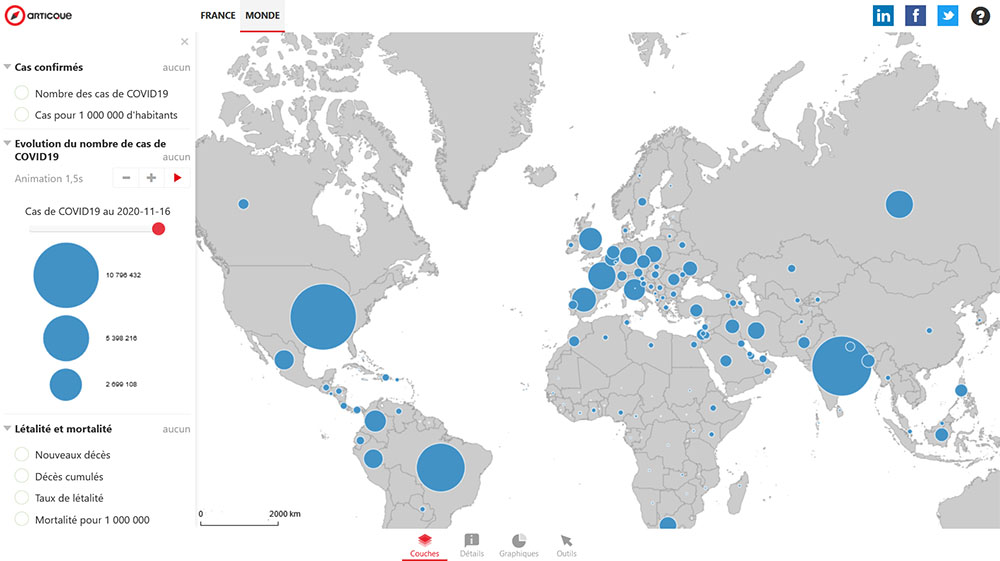 ARTICQUE
FRANCE
MONDE
in
f
?
×
Cas confirmés
aucun
Nombre des cas de COVID19
Cas pour 1 000 000 d'habitants
Evolution du nombre de cas de
COVID19
aucun
Animation 1,5s
Cas de COVID19 au 2020-11-16
10 796 432
5 398 216
2 699 108
Létalité et mortalité
aucun
Nouveaux décès
Décès cumulés
Taux de létalité
Mortalité pour 1 000 000
0
2000 km
Couches
Détails
Graphiques
Outils